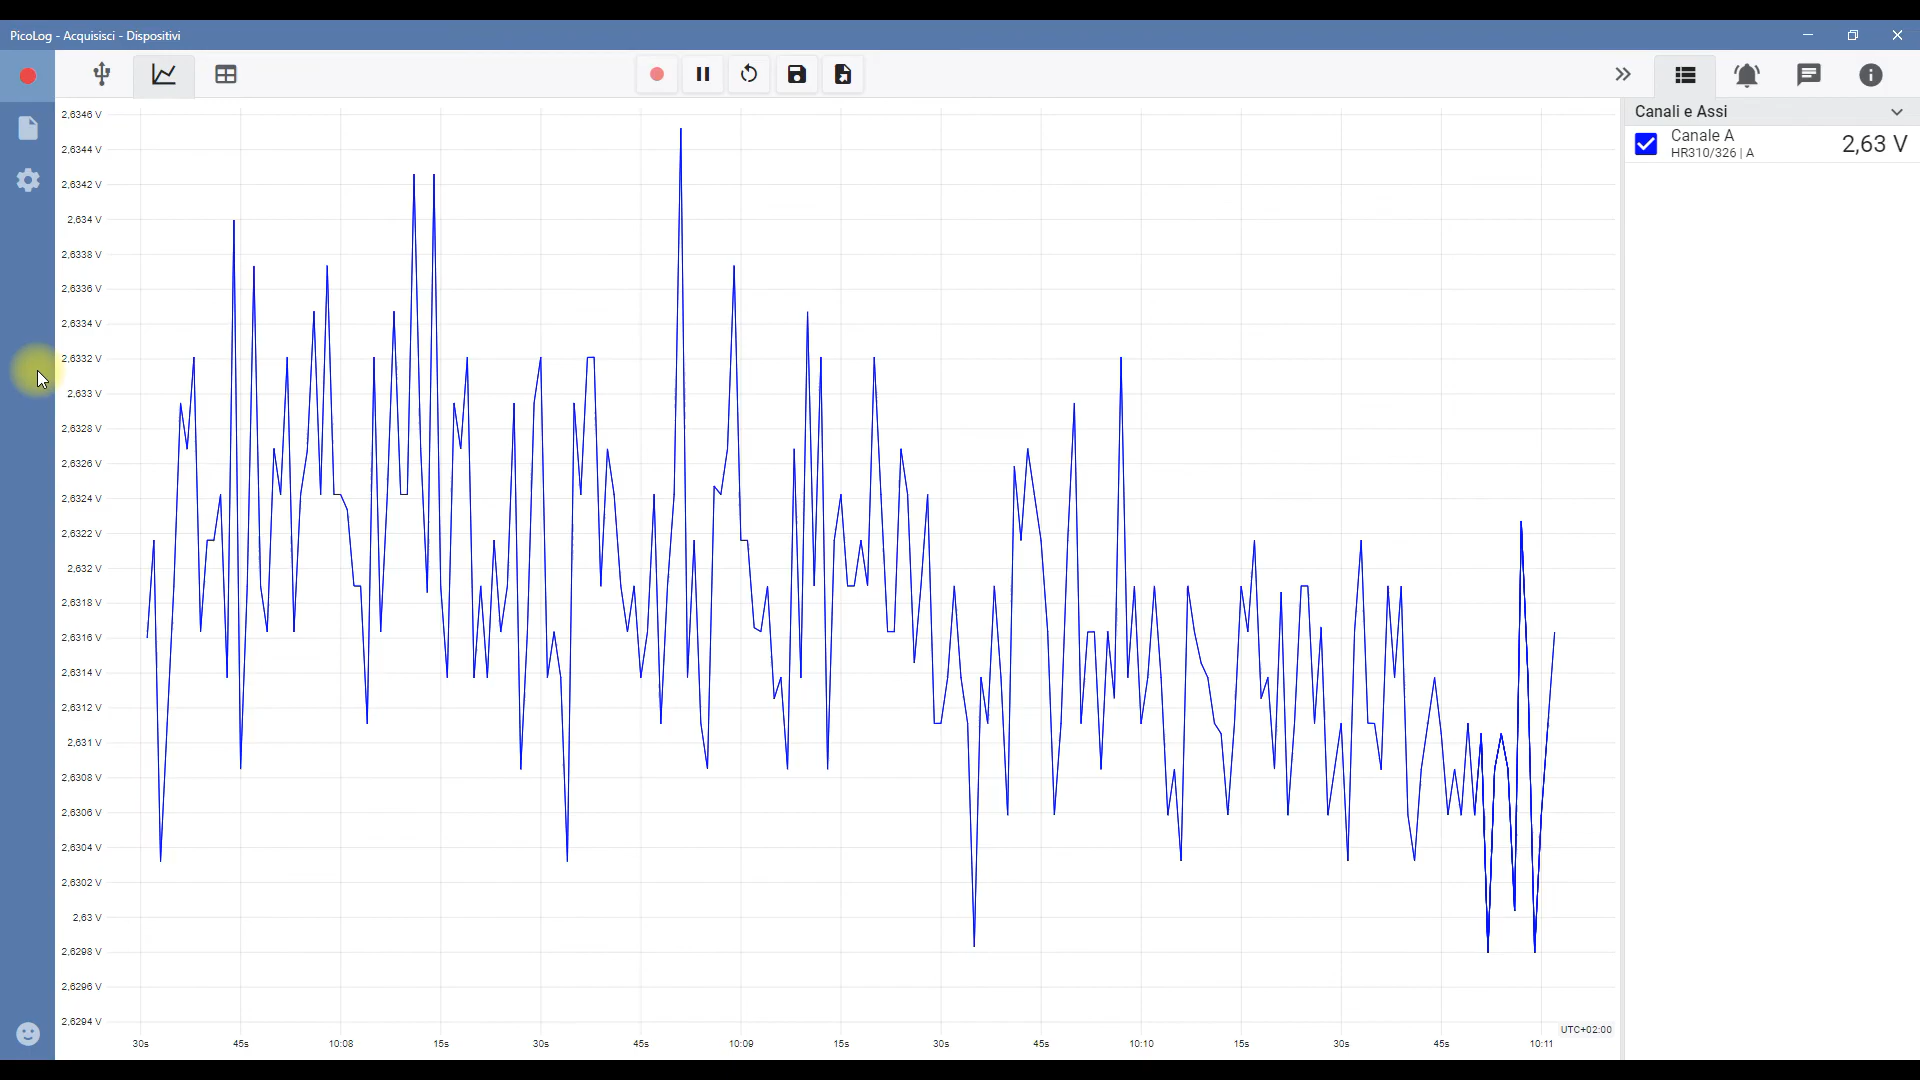 PicoLog - Acquisisci - Dispositivi
Canali e Assi
Canale A
HR310/326 | A
2,63 V
2,6346 V
2,6344 V
2,6342 V
2,634 V
2,6338 V
2,6336 V
2,6334 V
2,6332 V
2,633 V
2,6328 V
2,6326 V
2,6324 V
2,6322 V
2,632 V
2,6318 V
2,6316 V
2,6314 V
2,6312 V
2,631 V
2,6308 V
2,6306 V
2,6304 V
2,6302 V
2,63 V
2,6298 V
2,6296 V
2,6294 V
UTC+02:00
30s 45s 10:08 15s 30s 45s 10:09 15s 30s 45s 10:10 15s 30s 45s 10:11